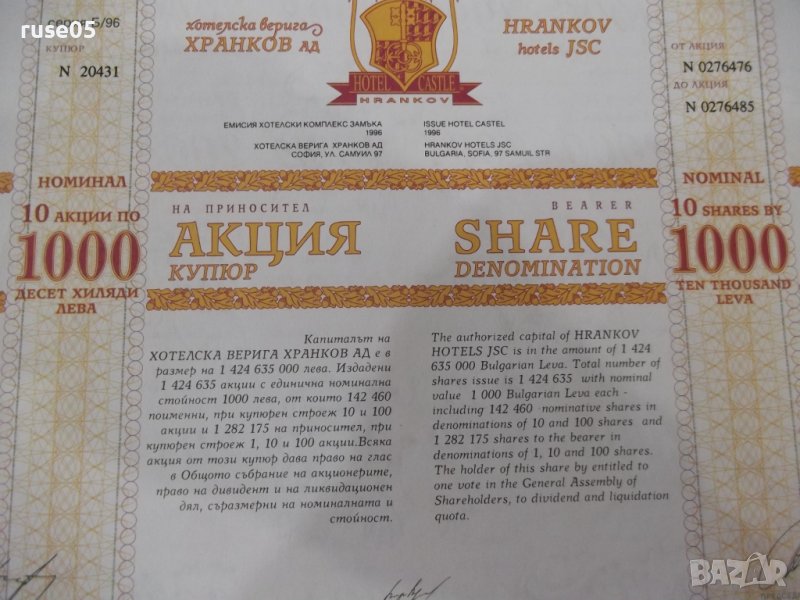 ruse05
серия Б/96
КУПЮР
N 20431
хотелска верига
ХРАНКОВ АД
HRANKOV
hotels JSC
HOTEL CASTLE
HRANKOV
ОТ АКЦИЯ
N 0276476
ДО АКЦИЯ
N 0276485
ЕМИСИЯ ХОТЕЛСКИ КОМПЛЕКС ЗАМЪКА
1996
ХОТЕЛСКА ВЕРИГА ХРАНКОВ АД
СОФИЯ, УЛ. САМУИЛ 97
ISSUE HOTEL CASTEL
1996
HRANKOV HOTELS JSC
BULGARIA, SOFIA, 97 SAMUIL STR
НОМИНАЛ
10 АКЦИИ ПО
1000
ДЕСЕТ ХИЛЯДИ
ЛЕВА
НА ПРИНОСИТЕЛ
АКЦИЯ
КУПЮР
BEARER
SHARE
DENOMINATION
NOMINAL
10 SHARES BY
1000
TEN THOUSAND
LEVA
Капиталът на
ХОТЕЛСКА ВЕРИГА ХРАНКОВ АД е в
размер на 1 424 635 000 лева. Издадени
1 424 635 акции с единична номинална
стойност 1000 лева, от които 142 460
поименни, при купюрен строеж 10 и 100
акции и 1 282 175 на приносител, при
купюрен строеж 1, 10 и 100 акции.Всяка
акция от този купюр дава право на глас
в Общото събрание на акционерите,
право на дивидент и на ликвидационен
дял, съразмерни на номиналната и
стойност.
The authorized capital of HRANKOV
HOTELS JSC is in the amount of 1 424
635 000 Bulgarian Leva. Total number of
shares issue is 1 424 635 with nominal
value 1 000 Bulgarian Leva each -
including 142 460 nominative shares in
denominations of 10 and 100 shares and
1 282 175 shares to the bearer in
denominations of 1, 10 and 100 shares.
The holder of this share by entitled to
one vote in the General Assembly of
Shareholders, to dividend and liquidation
quota.
BAZAR